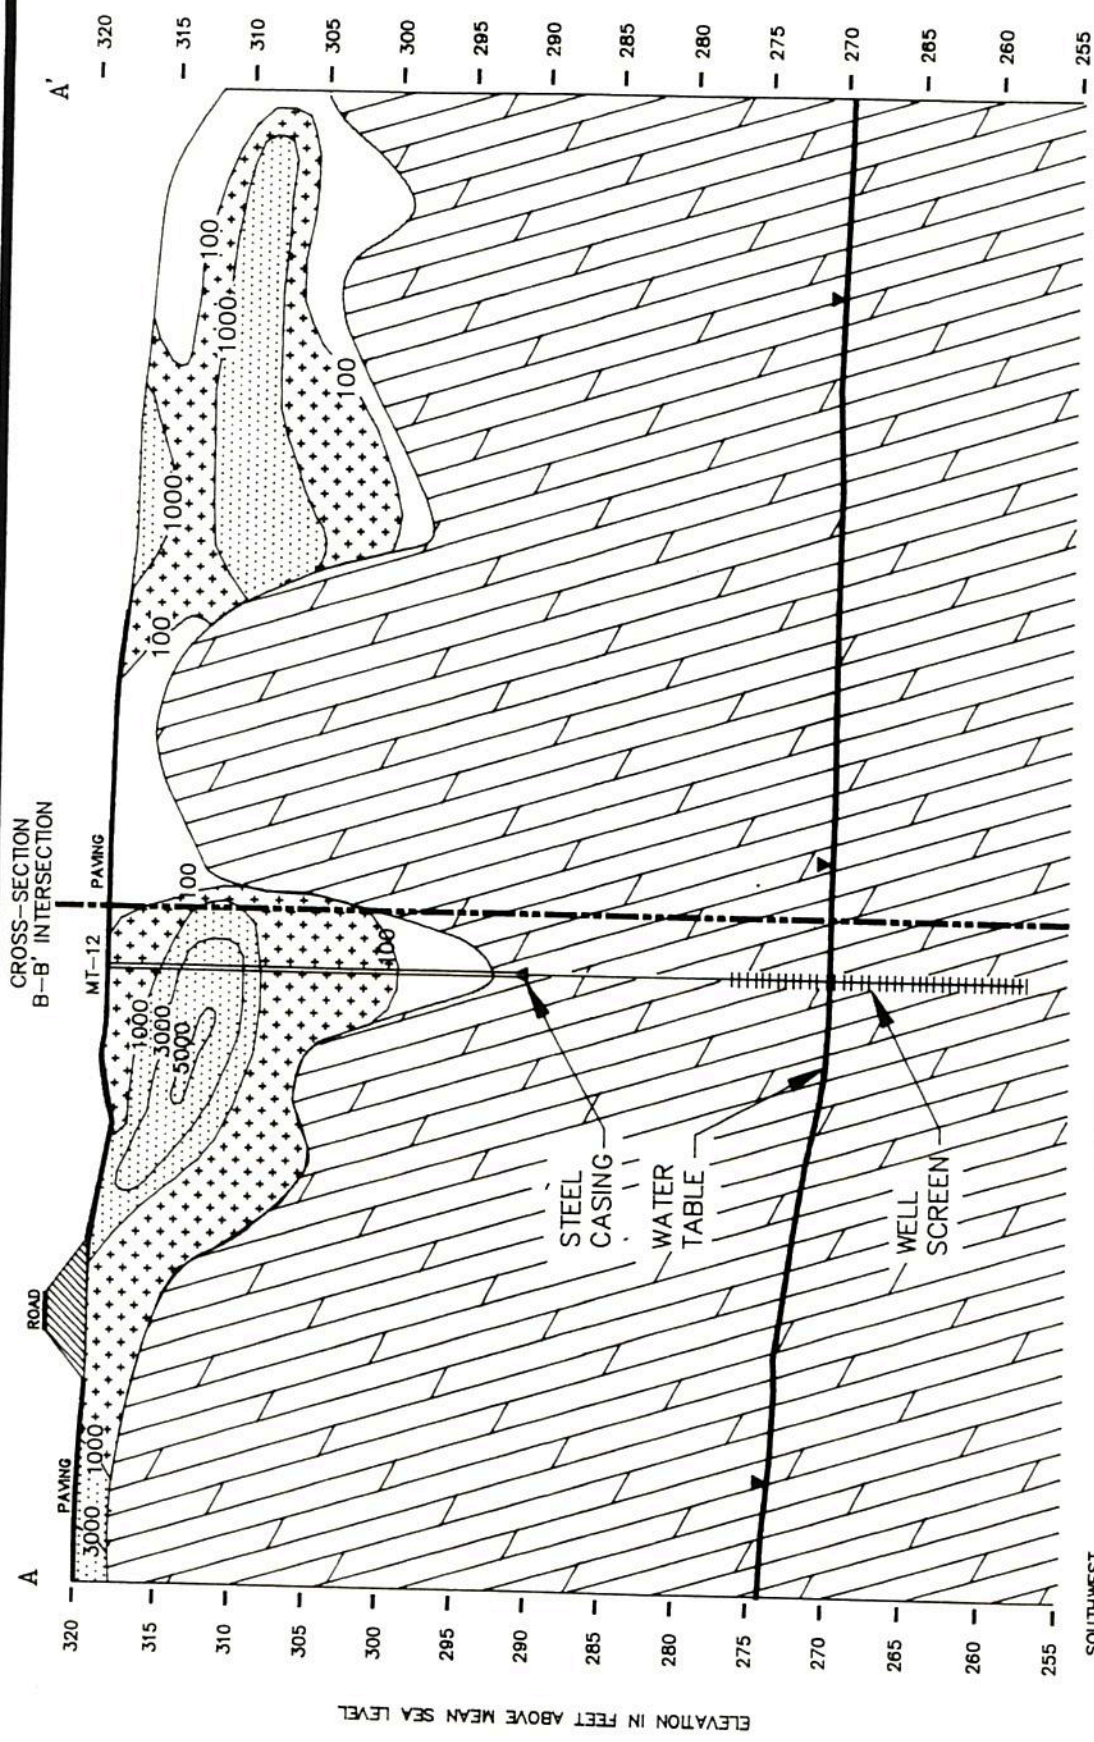 CROSS-SECTION
B-B' INTERSECTION
A
A'
PAVING
ROAD
MT-12
PAVING
3000
1000
1000
3000
5000
100
100
100
1000
1000
100
100
STEEL
CASING
WATER
TABLE
WELL
SCREEN
320
315
310
305
300
295
290
285
280
275
270
265
260
255
320
315
310
305
300
295
290
285
280
275
270
285
260
255
ELEVATION IN FEET ABOVE MEAN SEA LEVEL
SOUTHWEST